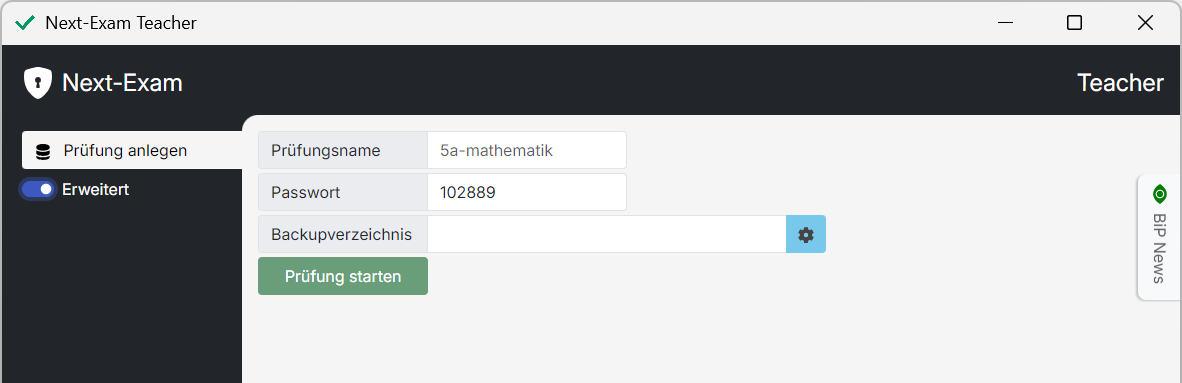 Next-Exam Teacher
Next-Exam
Teacher
Prüfung anlegen
Erweitert
Prüfungsname
5a-mathematik
Passwort
102889
Backupverzeichnis
Prüfung starten
BiP News